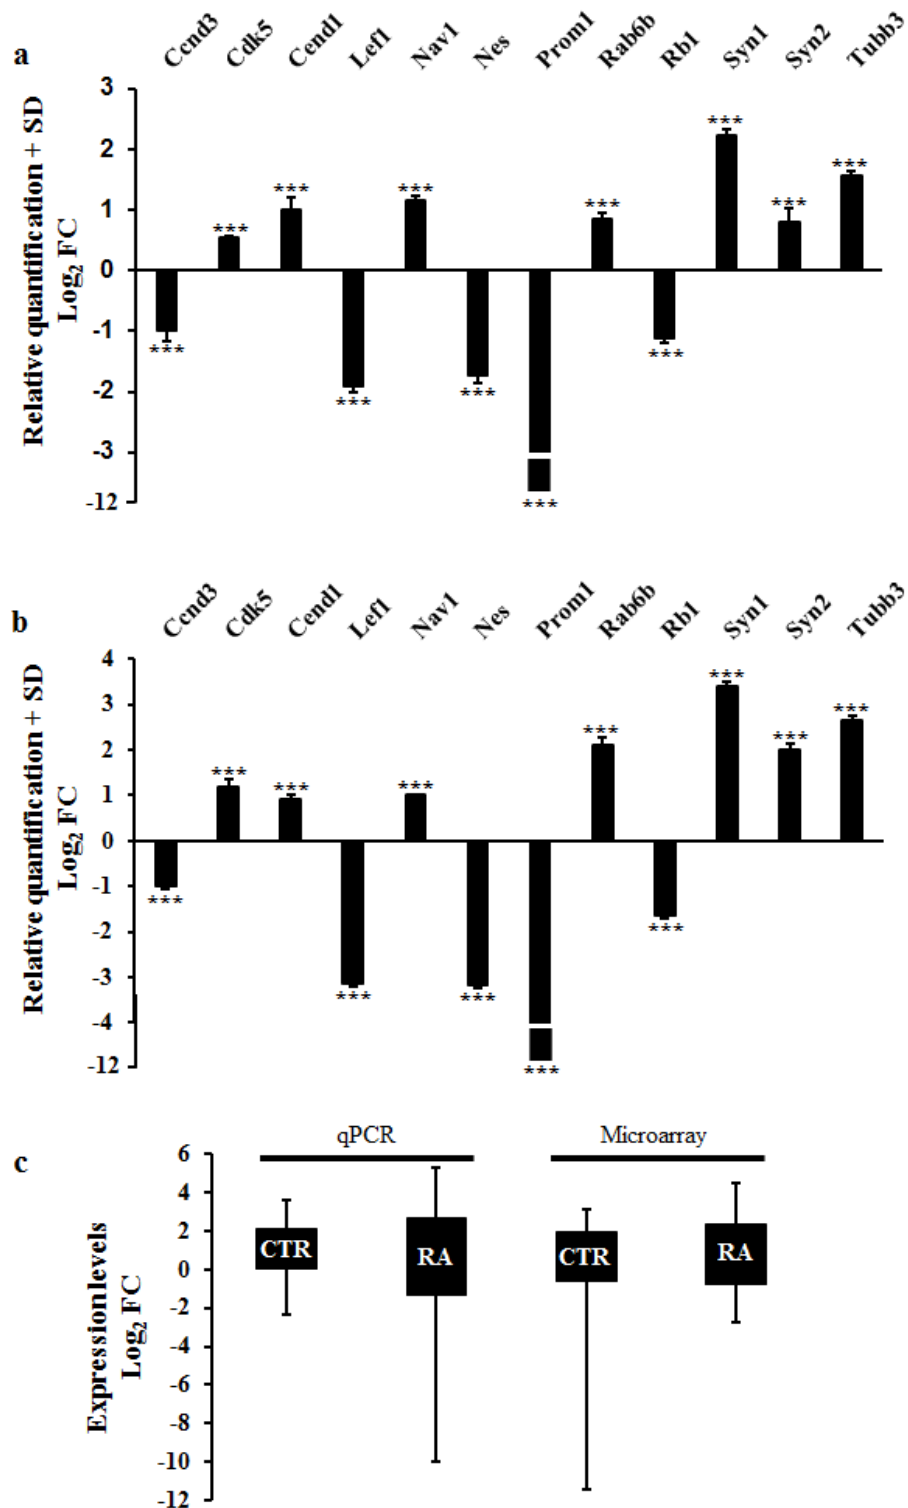 a
Ccnd3 Cdk5 Cend1 Lef1 Nav1 Nes Prom1 Rab6b Rb1 Syn1 Syn2 Tubb3
Relative quantification + SD
Log₂ FC
3
2
1
0
-1
-2
-3
-12
*** *** *** *** *** *** *** *** *** *** *** ***
b
Ccnd3 Cdk5 Cend1 Lef1 Nav1 Nes Prom1 Rab6b Rb1 Syn1 Syn2 Tubb3
Relative quantification + SD
Log₂ FC
4
3
2
1
0
-1
-2
-3
-4
-12
*** *** *** *** *** *** *** *** *** *** *** ***
c
qPCR Microarray
Expression levels
Log₂ FC
6
4
2
0
-2
-4
-6
-8
-10
-12
CTR RA CTR RA